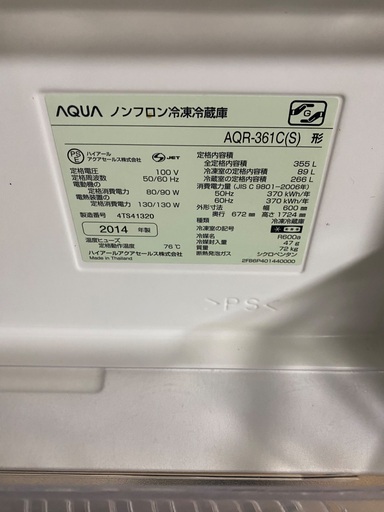 AQUA ノンフロン冷凍冷蔵庫
AQR-361C(S) 形
PS E
ハイアール
アクアセールス株式会社
JET
G
定格電圧 100 V
定格周波数 50/60 Hz
電動機の
定格消費電力 80/90 W
電熱装置の
定格消費電力 130/130 W
製造番号 4TS41320
2014 年製
温度ヒューズ
定格動作温度 76℃
ハイアールアクアセールス株式会社
Made in Thailand
定格内容積
全定格内容積 355 L
冷凍室の定格内容積 89 L
冷蔵室の定格内容積 266 L
消費電力量 (JIS C 9801-2006年)
50Hz 370 kWh/年
60Hz 370 kWh/年
外形寸法 幅 600 mm
奥行 672 mm 高さ 1724 mm
種類 冷凍冷蔵庫
冷凍室の記号
冷媒 R600a
冷媒封入量 47 g
質量 72 kg
断熱発泡ガス シクロペンタン
2FB6P401440000
>PS<